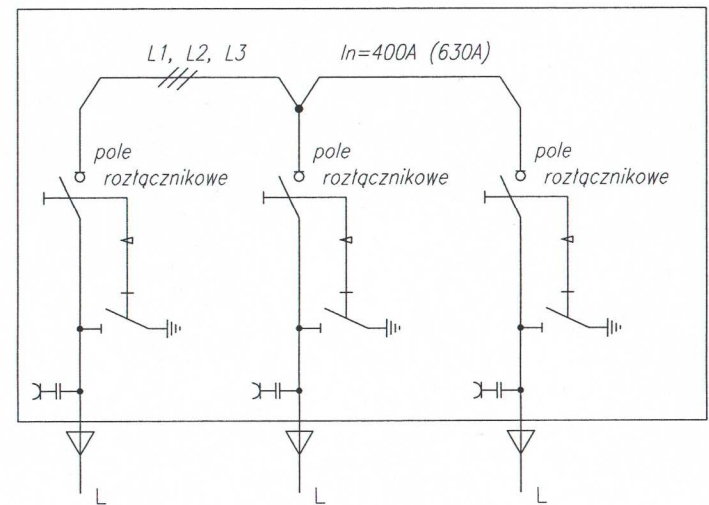 L1, L2, L3
In=400A (630A)
pole
rozłącznikowe
pole
rozłącznikowe
pole
rozłącznikowe
L
L
L